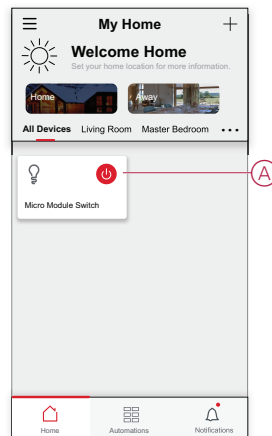 My Home
Welcome Home
Set your home location for more information.
Home
Away
All Devices Living Room Master Bedroom
Micro Module Switch
A
Home Automations Notifications